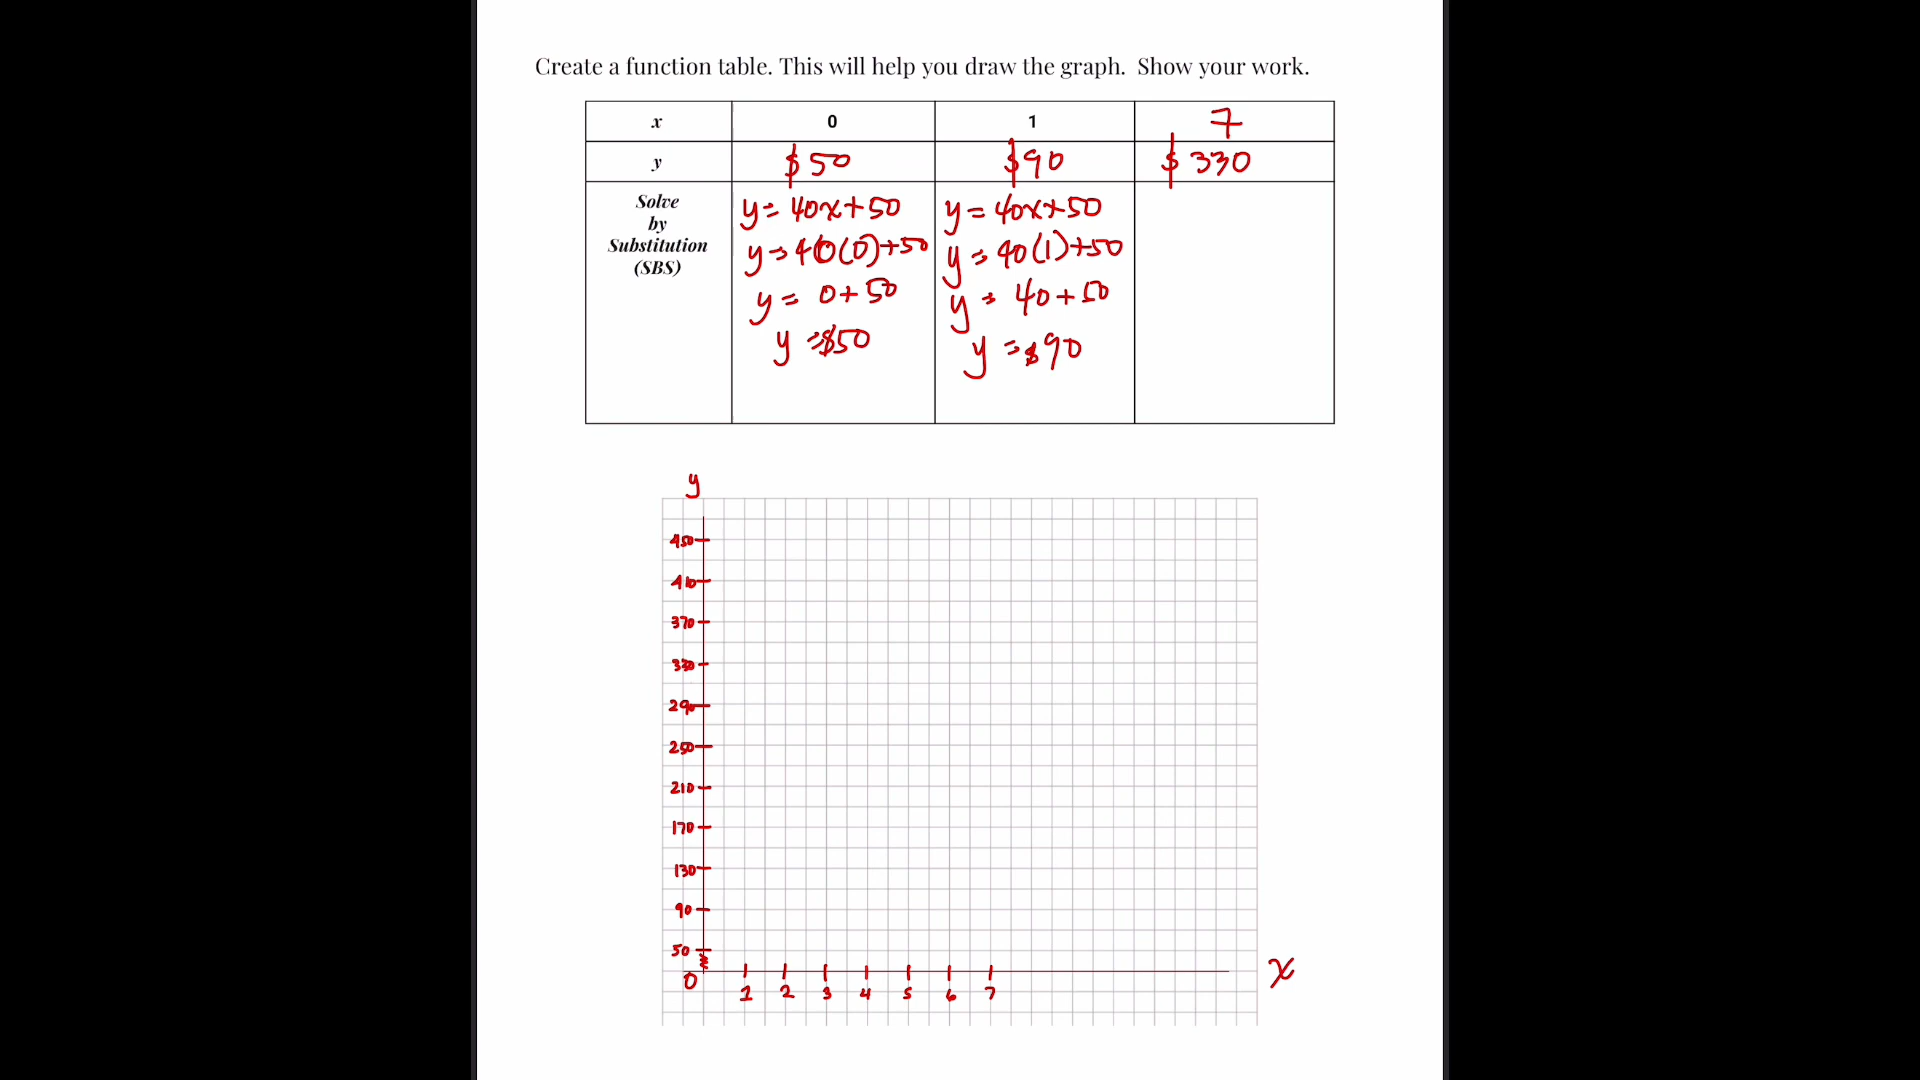 Create a function table. This will help you draw the graph. Show your work.
x 0 1 7
y $50 $90 $330
Solve
by
Substitution
(SBS)
y = 40x+50
y = 40(0)+50
y = 0+50
y =$50
y = 40x+50
y = 40(1)+50
y = 40+50
y =$90
y
450
410
370
330
290
250
210
170
130
90
50
0
1 2 3 4 5 6 7
x